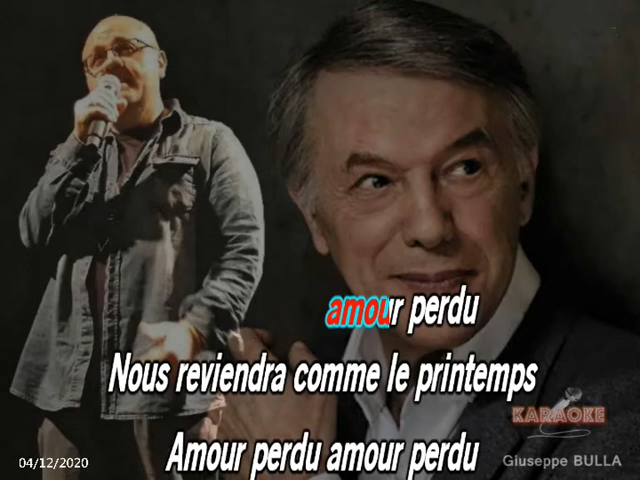 amour perdu
Nous reviendra comme le printemps
Amour perdu amour perdu
KARAOKE
04/12/2020
Giuseppe BULLA